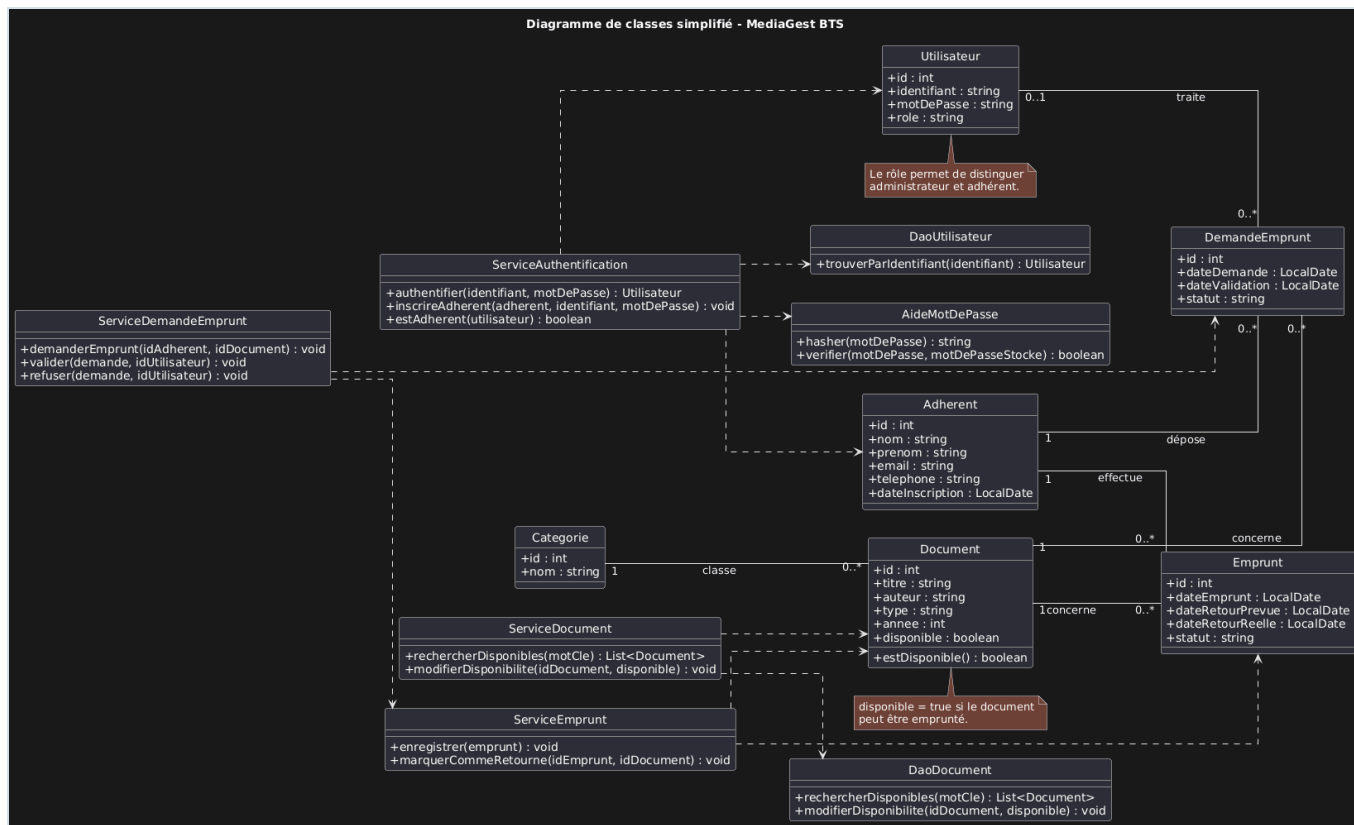 Diagramme de classes simplifié - MediaGest BTS
Utilisateur
+id : int
+identifiant : string
+motDePasse : string
+role : string
0..1
traite
Le rôle permet de distinguer
administrateur et adhérent.
0..*
DemandeEmprunt
+id : int
+dateDemande : LocalDate
+dateValidation : LocalDate
+statut : string
0..*
0..*
DaoUtilisateur
+trouverParIdentifiant(identifiant) : Utilisateur
ServiceAuthentification
+authentifier(identifiant, motDePasse) : Utilisateur
+inscrireAdherent(adherent, identifiant, motDePasse) : void
+estAdherent(utilisateur) : boolean
AideMotDePasse
+hasher(motDePasse) : string
+verifier(motDePasse, motDePasseStocke) : boolean
ServiceDemandeEmprunt
+demanderEmprunt(idAdherent, idDocument) : void
+valider(demande, idUtilisateur) : void
+refuser(demande, idUtilisateur) : void
Adherent
+id : int
+nom : string
+prenom : string
+email : string
+telephone : string
+dateInscription : LocalDate
1
dépose
1
effectue
Categorie
+id : int
+nom : string
1
classe
0..*
Document
+id : int
+titre : string
+auteur : string
+type : string
+annee : int
+disponible : boolean
+estDisponible() : boolean
1
0..*
concerne
1
concerne
0..*
Emprunt
+id : int
+dateEmprunt : LocalDate
+dateRetourPrevue : LocalDate
+dateRetourReelle : LocalDate
+statut : string
ServiceDocument
+rechercherDisponibles(motCle) : List<Document>
+modifierDisponibilite(idDocument, disponible) : void
disponible = true si le document
peut être emprunté.
ServiceEmprunt
+enregistrer(emprunt) : void
+marquerCommeRetourne(idEmprunt, idDocument) : void
DaoDocument
+rechercherDisponibles(motCle) : List<Document>
+modifierDisponibilite(idDocument, disponible) : void